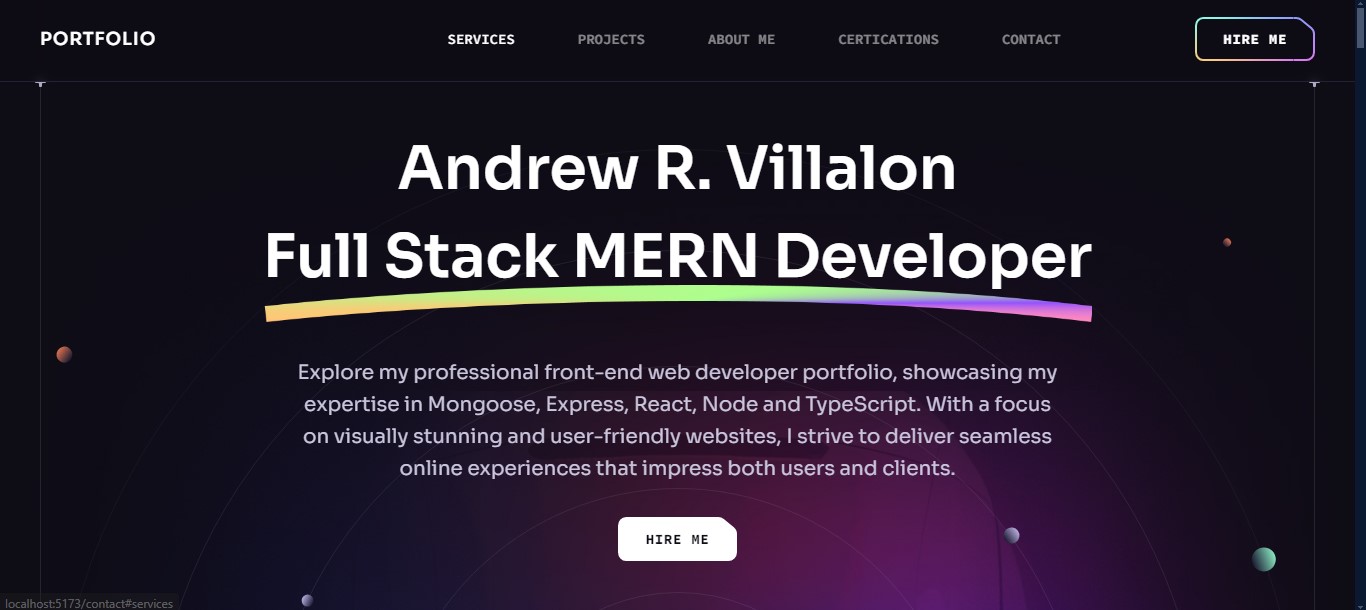 PORTFOLIO
SERVICES PROJECTS ABOUT ME CERTICATIONS CONTACT
HIRE ME
Andrew R. Villalon
Full Stack MERN Developer
Explore my professional front-end web developer portfolio, showcasing my
expertise in Mongoose, Express, React, Node and TypeScript. With a focus
on visually stunning and user-friendly websites, I strive to deliver seamless
online experiences that impress both users and clients.
HIRE ME
localhost:5173/contact#services